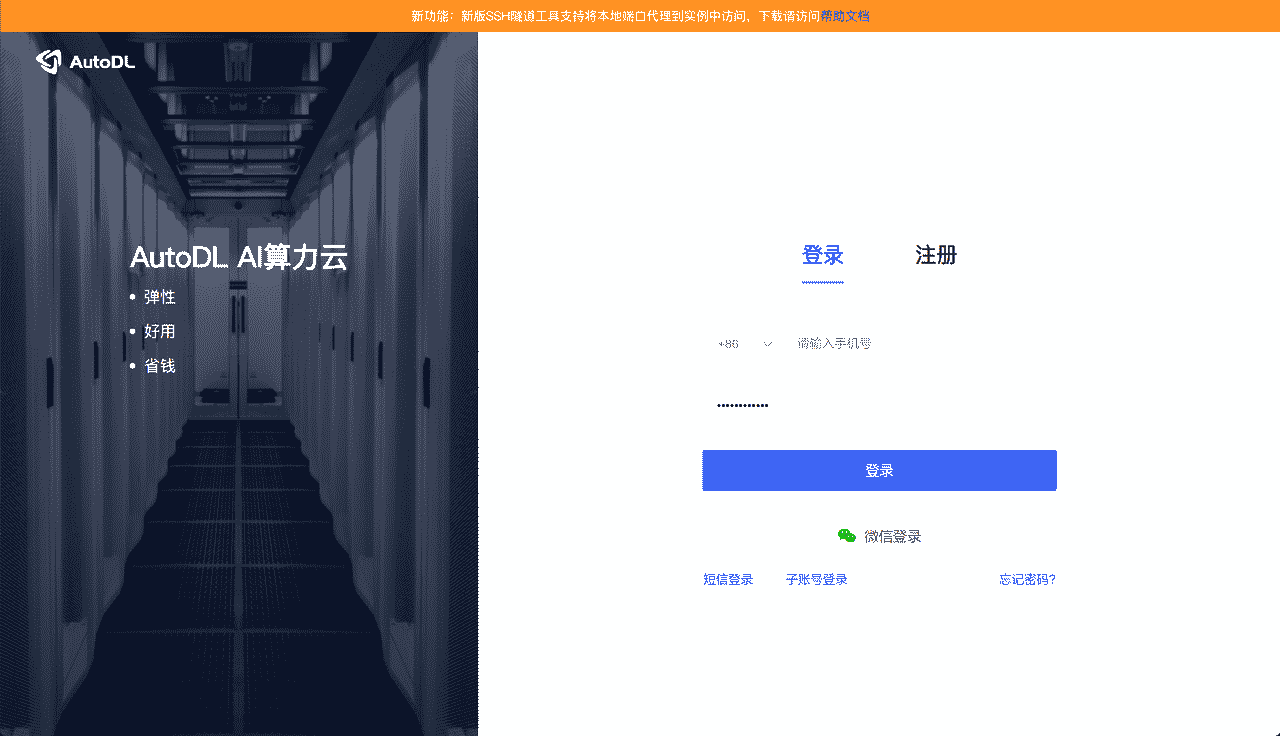 新功能：新版SSH隧道工具支持将本地端口代理到实例中访问，下载请访问帮助文档
AutoDL
AutoDL AI算力云
弹性
好用
省钱
登录 注册
+86 请输入手机号
••••••••••••
登录
微信登录
短信登录 子账号登录 忘记密码?